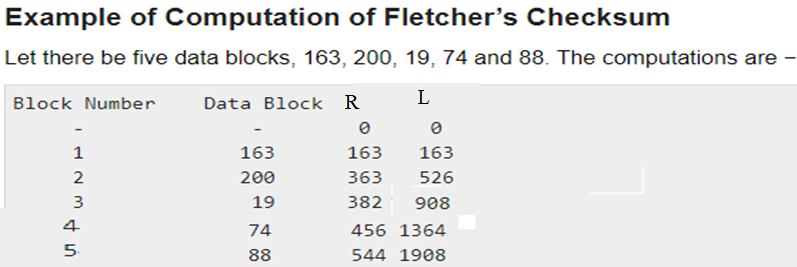 Example of Computation of Fletcher’s Checksum
Let there be five data blocks, 163, 200, 19, 74 and 88. The computations are −
Block Number Data Block R L
- - 0 0
1 163 163 163
2 200 363 526
3 19 382 908
4 74 456 1364
5 88 544 1908